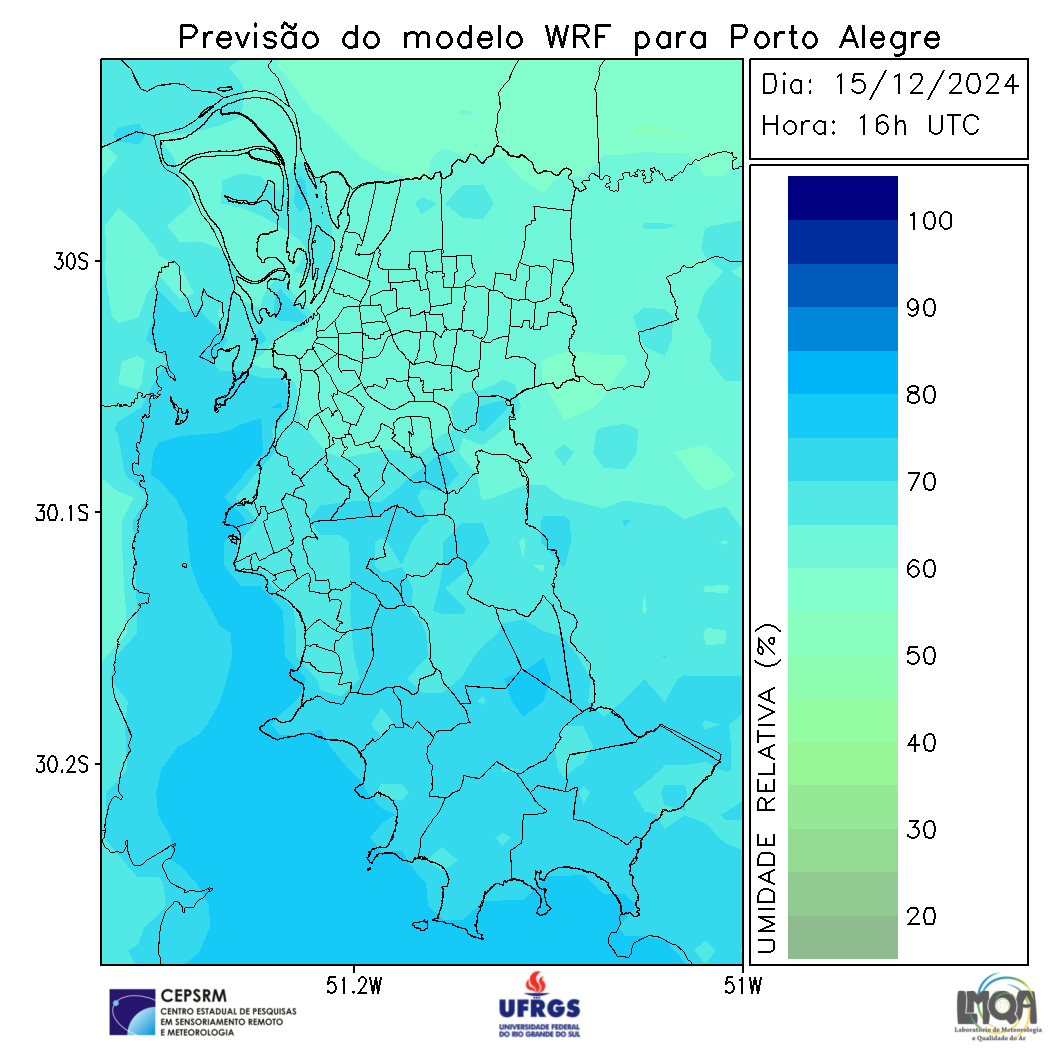 Previsão do modelo WRF para Porto Alegre
Dia: 15/12/2024
Hora: 16h UTC
30S
30.1S
30.2S
51.2W
51W
100
90
80
70
60
50
40
30
20
UMIDADE RELATIVA (%)
CEPSRM
CENTRO ESTADUAL DE PESQUISAS
EM SENSORIAMENTO REMOTO
E METEOROLOGIA
UFRGS
UNIVERSIDADE FEDERAL
DO RIO GRANDE DO SUL
LMQA
Laboratório de Meteorologia
e Qualidade do Ar